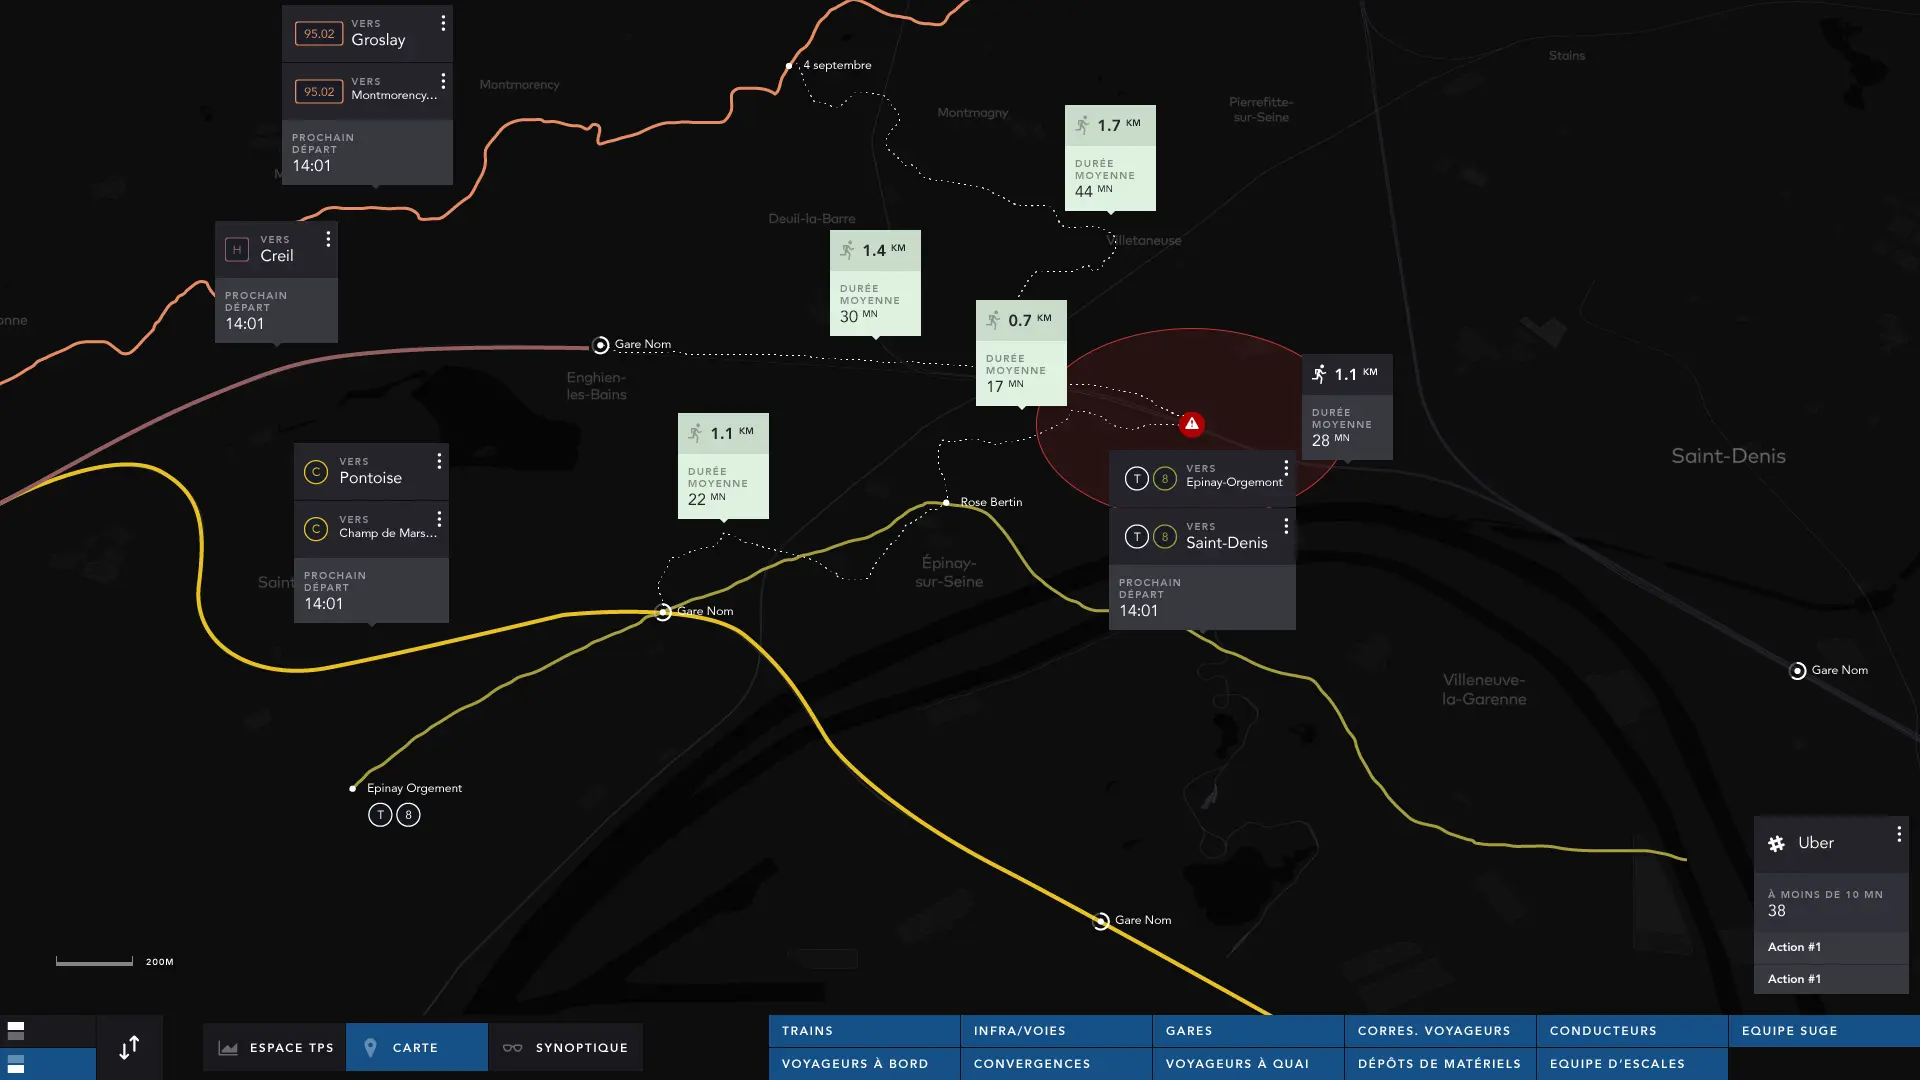 95.02
VERS
Groslay
95.02
VERS
Montmorency...
PROCHAIN
DÉPART
14:01
Montmorency
4 septembre
Montmagny
Pierrefitte-
sur-Seine
Stains
1.7 KM
DURÉE
MOYENNE
44 MN
Deuil-la-Barre
Villetaneuse
H
VERS
Creil
PROCHAIN
DÉPART
14:01
1.4 KM
DURÉE
MOYENNE
30 MN
0.7 KM
DURÉE
MOYENNE
17 MN
onne
Gare Nom
Enghien-
les-Bains
1.1 KM
DURÉE
MOYENNE
28 MN
1.1 KM
DURÉE
MOYENNE
22 MN
C
VERS
Pontoise
C
VERS
Champ de Mars...
PROCHAIN
DÉPART
14:01
Saint
Saint-Denis
T 8
VERS
Epinay-Orgemont
T 8
VERS
Saint-Denis
PROCHAIN
DÉPART
14:01
Rose Bertin
Épinay-
sur-Seine
Gare Nom
Gare Nom
Villeneuve-
la-Garenne
Epinay Orgement
T 8
Gare Nom
Uber
À MOINS DE 10 MN
38
Action #1
Action #1
200M
ESPACE TPS
CARTE
SYNOPTIQUE
TRAINS
INFRA/VOIES
GARES
CORRES. VOYAGEURS
CONDUCTEURS
EQUIPE SUGE
VOYAGEURS À BORD
CONVERGENCES
VOYAGEURS À QUAI
DÉPÔTS DE MATÉRIELS
EQUIPE D'ESCALES